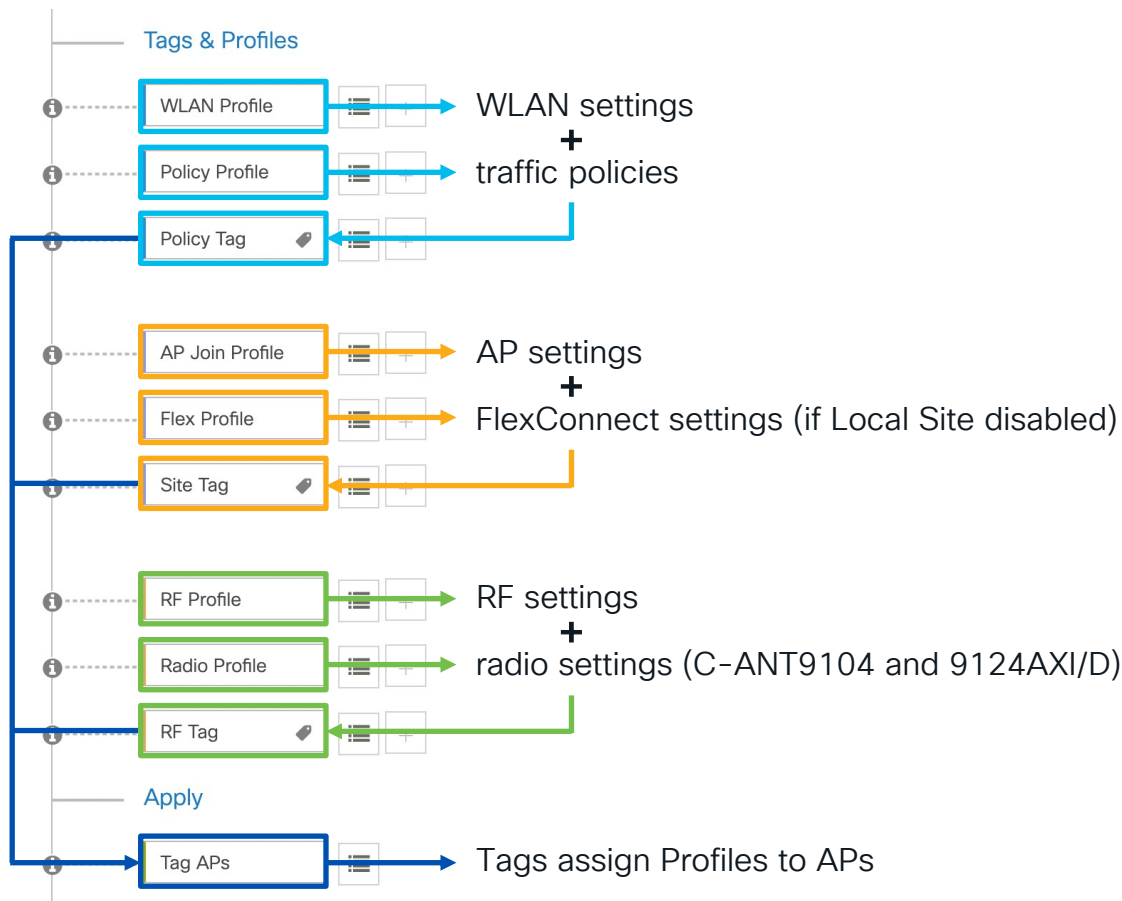 Tags & Profiles
WLAN Profile
WLAN settings
+
Policy Profile
traffic policies
Policy Tag
AP Join Profile
AP settings
+
Flex Profile
FlexConnect settings (if Local Site disabled)
Site Tag
RF Profile
RF settings
+
Radio Profile
radio settings (C-ANT9104 and 9124AXI/D)
RF Tag
Apply
Tag APs
Tags assign Profiles to APs